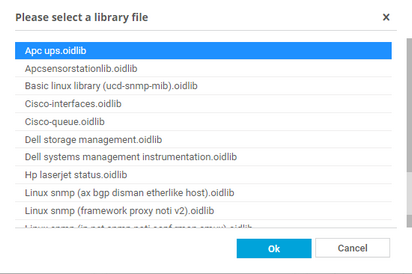 Please select a library file
Apc ups.oidlib
Apcsensorstationlib.oidlib
Basic linux library (ucd-snmp-mib).oidlib
Cisco-interfaces.oidlib
Cisco-queue.oidlib
Dell storage management.oidlib
Dell systems management instrumentation.oidlib
Hp laserjet status.oidlib
Linux snmp (ax bgp disman etherlike host).oidlib
Linux snmp (framework proxy noti v2).oidlib
Ok
Cancel